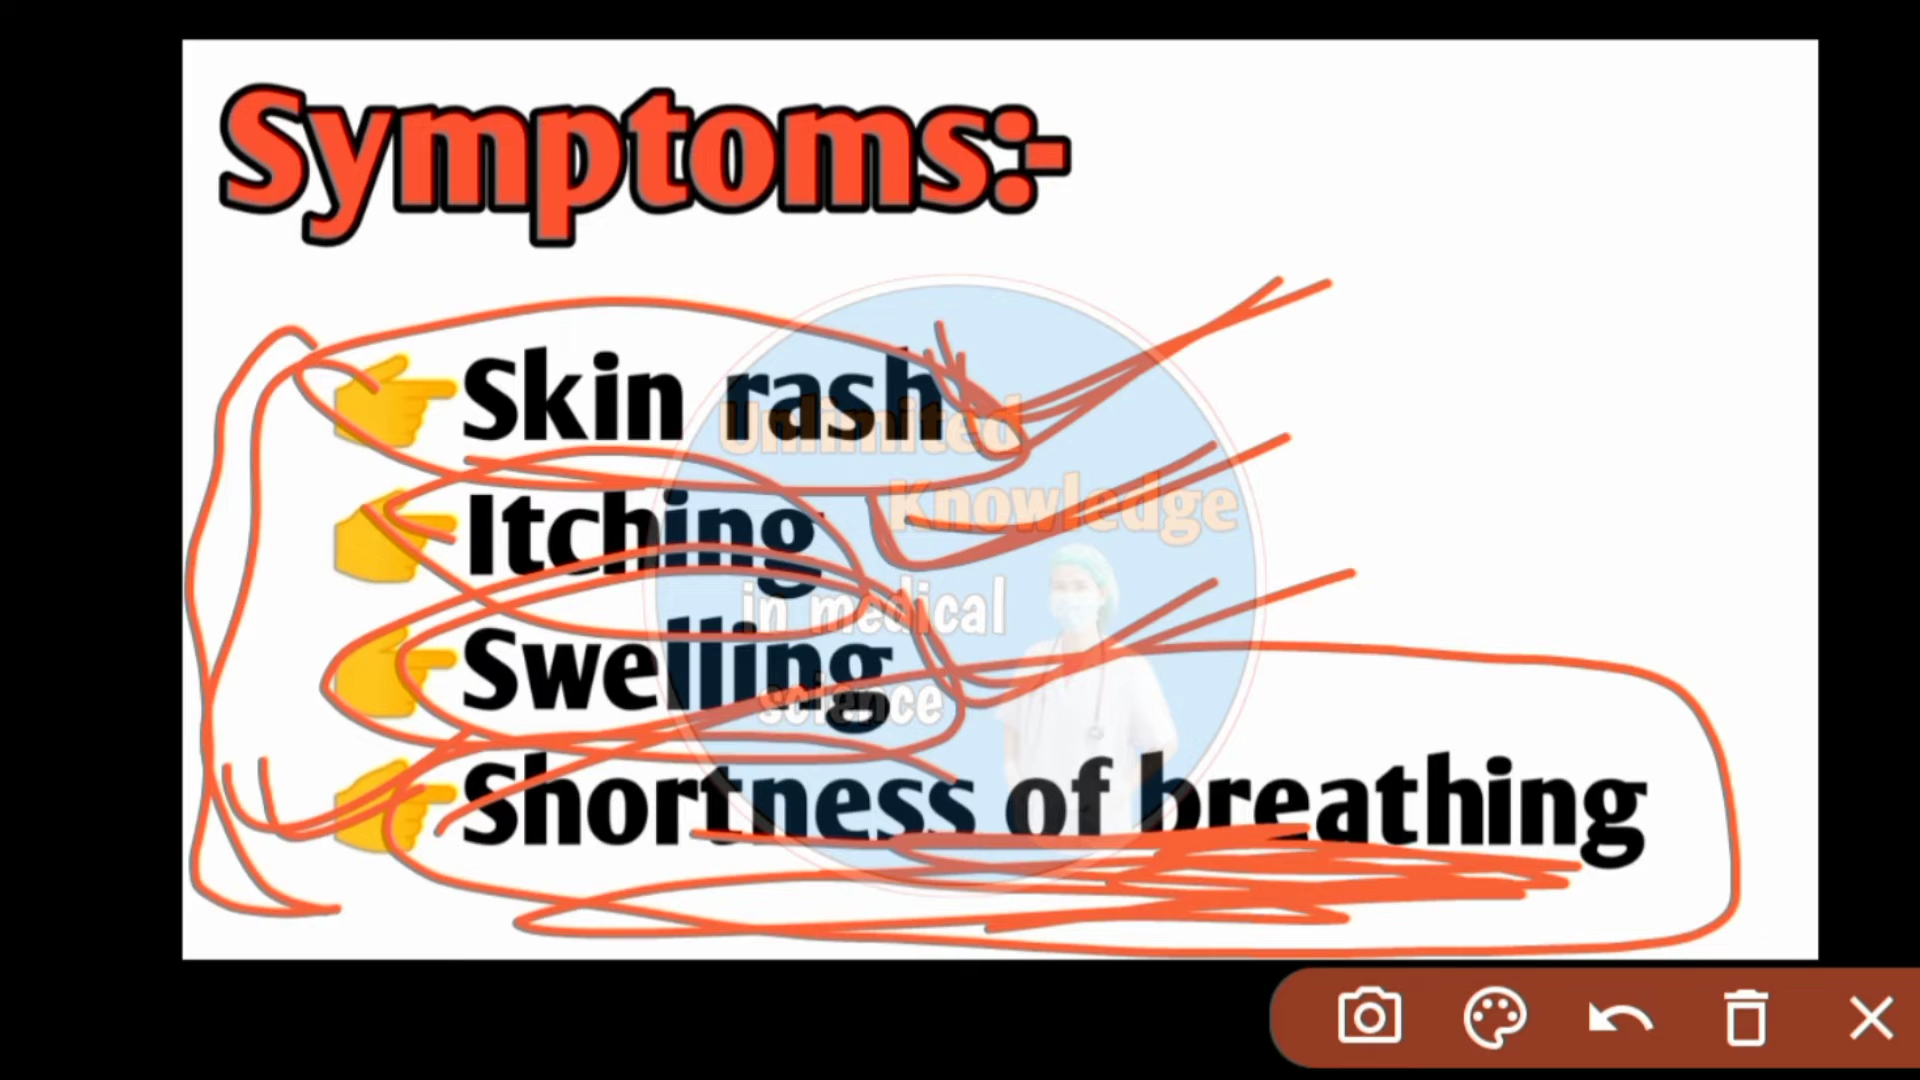 Symptoms:-
👉Skin rash
👉Itching
👉Swelling
👉Shortness of breathing
Unlimited
Knowledge
in medical
science